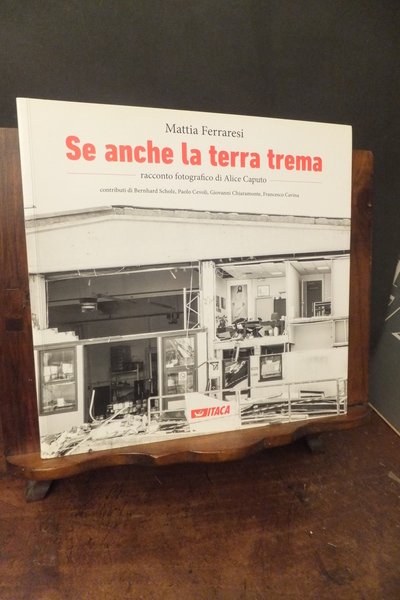 Mattia Ferraresi
Se anche la terra trema
racconto fotografico di Alice Caputo
contributi di Bernhard Scholz, Paolo Cevoli, Giovanni Chiaramonte, Francesco Cavina
ITACA